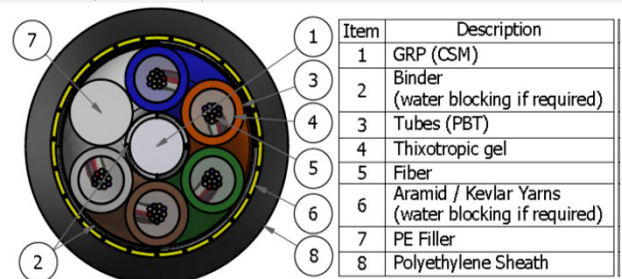 7
1
3
4
5
6
8
2
Item Description
1 GRP (CSM)
2 Binder
(water blocking if required)
3 Tubes (PBT)
4 Thixotropic gel
5 Fiber
6 Aramid / Kevlar Yarns
(water blocking if required)
7 PE Filler
8 Polyethylene Sheath